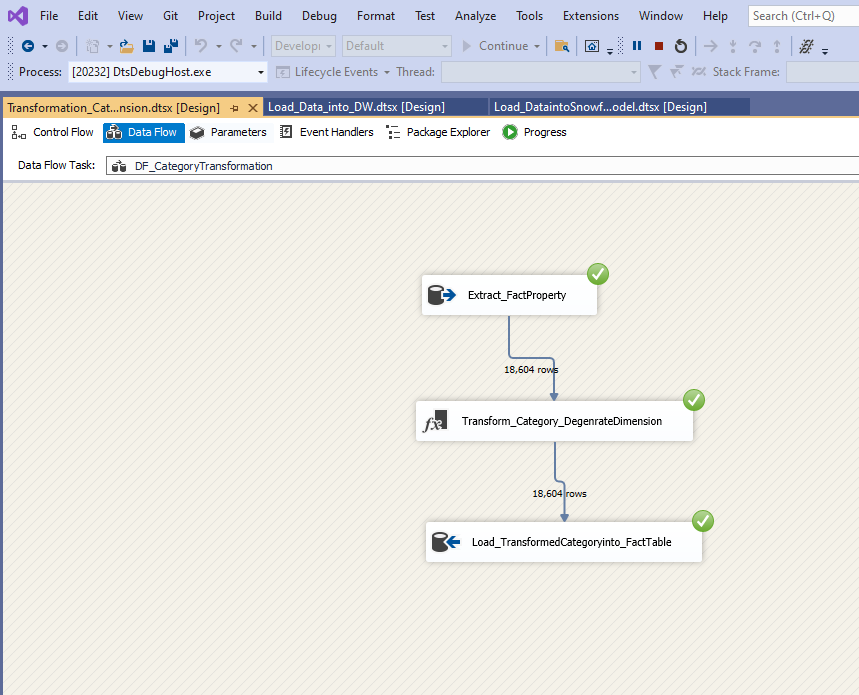 File Edit View Git Project Build Debug Format Test Analyze Tools Extensions Window Help Search (Ctrl+Q)
Develop Default Continue
Process: [20232] DtsDebugHost.exe Lifecycle Events Thread: Stack Frame:
Transformation_Cat...nsion.dtsx [Design] Load_Data_into_DW.dtsx [Design] Load_DataintoSnowf...odel.dtsx [Design]
Control Flow Data Flow Parameters Event Handlers Package Explorer Progress
Data Flow Task: DF_CategoryTransformation
Extract_FactProperty
18,604 rows
fx Transform_Category_DegenrateDimension
18,604 rows
Load_TransformedCategoryinto_FactTable